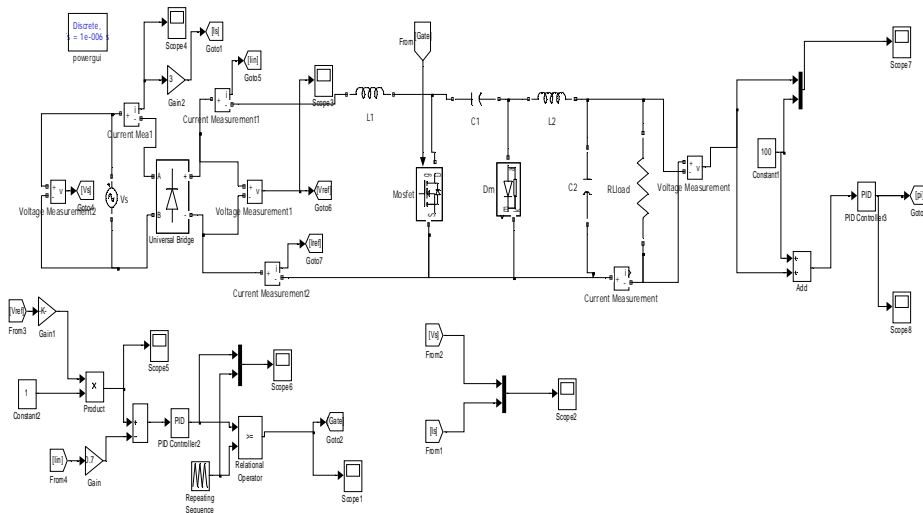 Discrete,
s = 1e-006 s
powergui
Scope4
[Is]
Goto1
3
Gain2
[Iin]
Goto5
Scope3
Current Mea1
Current Measurement1
L1
From
[Gate]
C1
L2
Scope7
100
Constant1
[Vs]
Goto4
Vs
Voltage Measurement2
A
B
Universal Bridge
Voltage Measurement1
[Vref]
Goto6
Mosfet
Dm
C2
RLoad
Voltage Measurement
PID
PID Controller3
[pi]
Goto
[Iref]
Goto7
Current Measurement2
Current Measurement
Add
Scope8
[Vref]
From3
-K-
Gain1
Scope5
Scope6
[Vs]
From2
1
Constant2
x
Product
PID
PID Controller2
>=
Relational
Operator
[Gate]
Goto2
Scope2
[Is]
From1
[Iin]
From4
0.7
Gain
Repeating
Sequence
Scope1